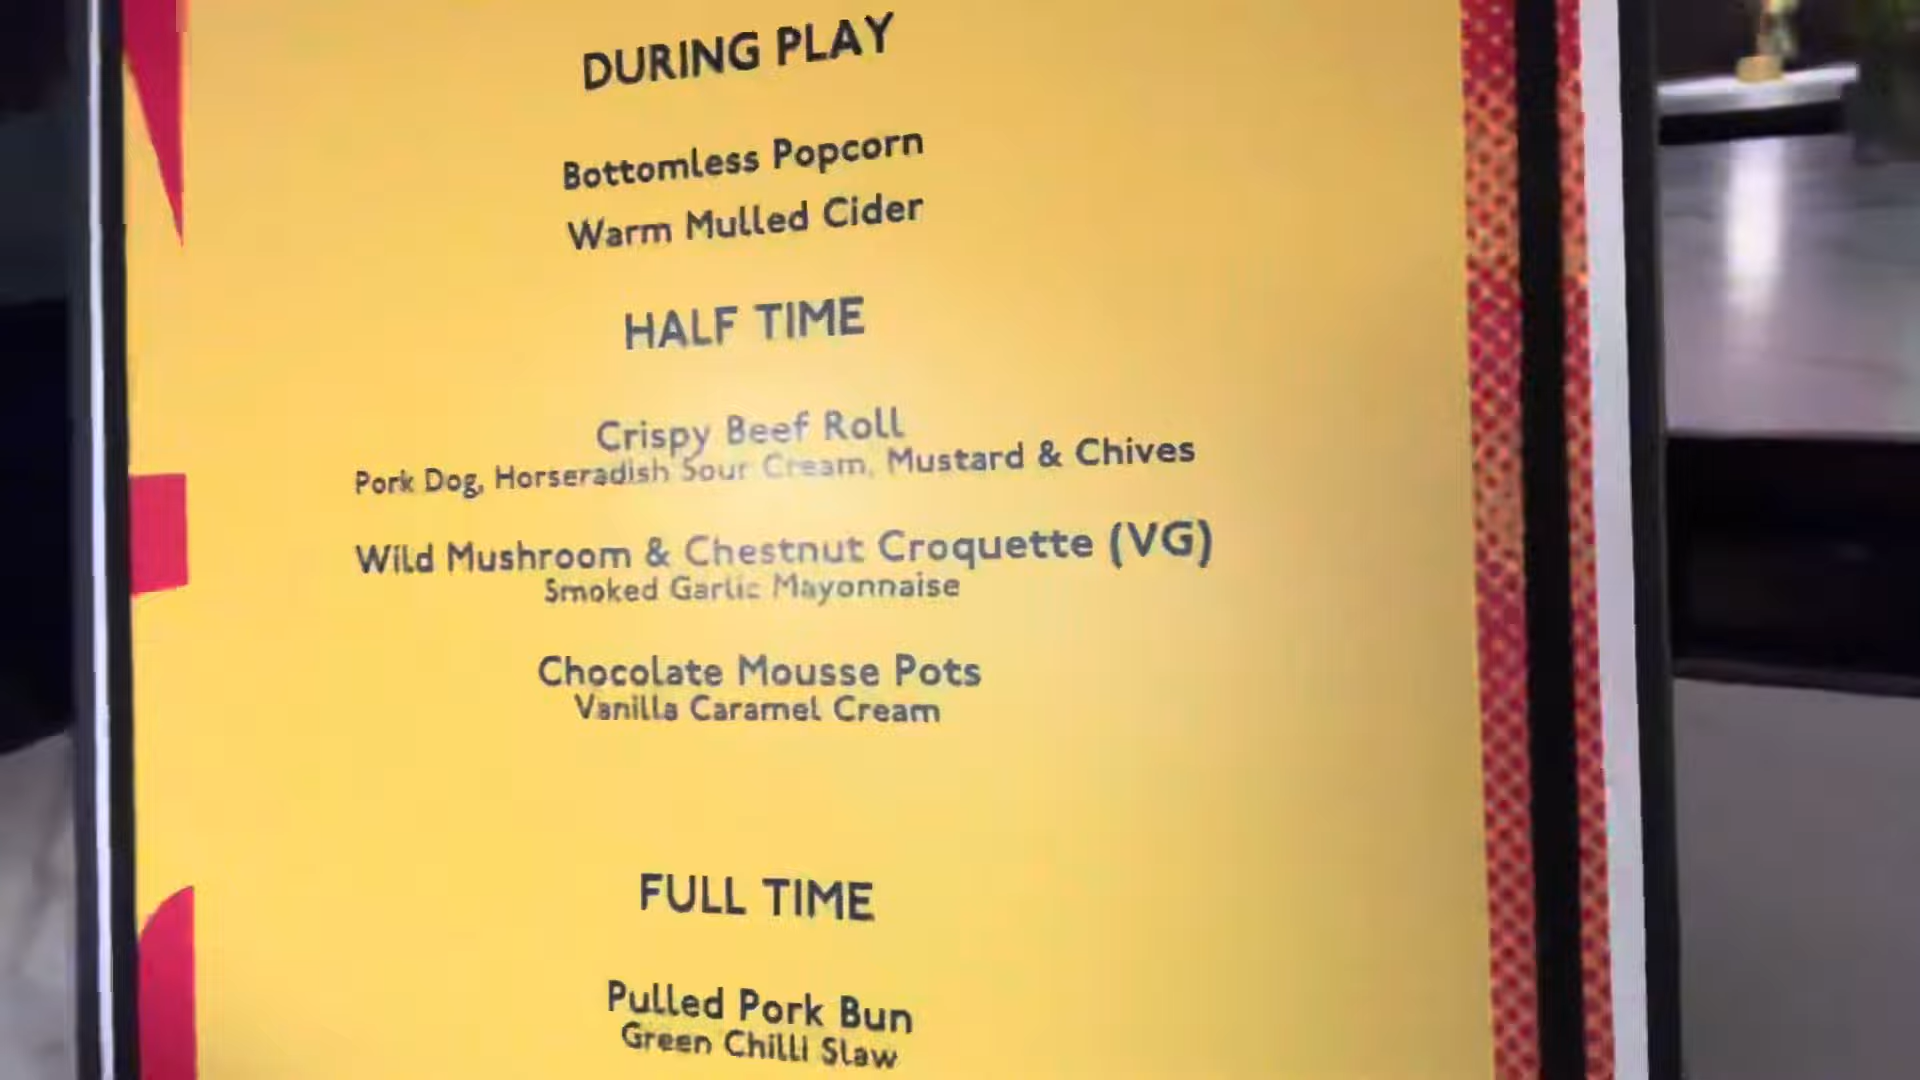 DURING PLAY
Bottomless Popcorn
Warm Mulled Cider
HALF TIME
Crispy Beef Roll
Pork Dog, Horseradish Sour Cream, Mustard & Chives
Wild Mushroom & Chestnut Croquette (VG)
Smoked Garlic Mayonnaise
Chocolate Mousse Pots
Vanilla Caramel Cream
FULL TIME
Pulled Pork Bun
Green Chilli Slaw